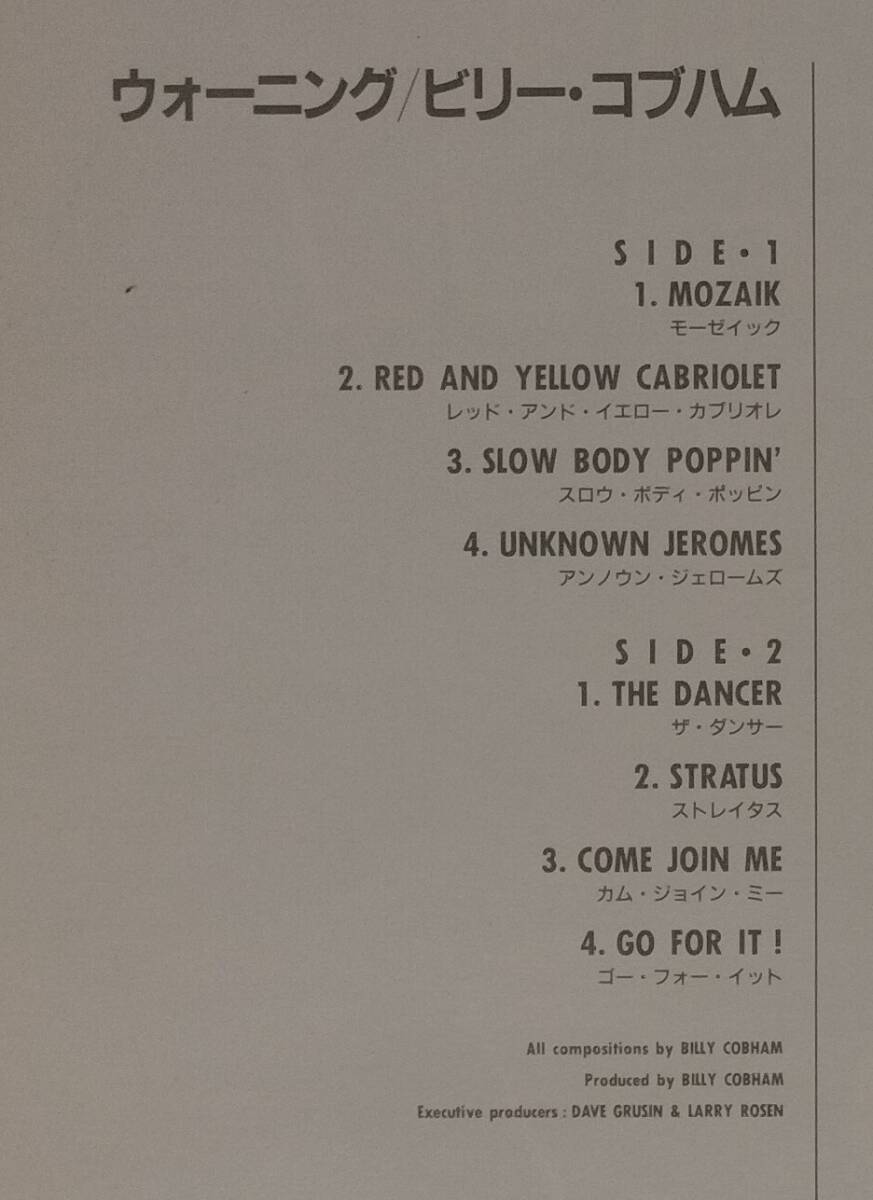 ウォーニング/ビリー・コブハム
SIDE・1
1. MOZAIK
モーゼイック
2. RED AND YELLOW CABRIOLET
レッド・アンド・イエロー・カブリオレ
3. SLOW BODY POPPIN'
スロウ・ボディ・ポッピン
4. UNKNOWN JEROMES
アンノウン・ジェロームズ
SIDE・2
1. THE DANCER
ザ・ダンサー
2. STRATUS
ストレイタス
3. COME JOIN ME
カム・ジョイン・ミー
4. GO FOR IT !
ゴー・フォー・イット
All compositions by BILLY COBHAM
Produced by BILLY COBHAM
Executive producers : DAVE GRUSIN & LARRY ROSEN